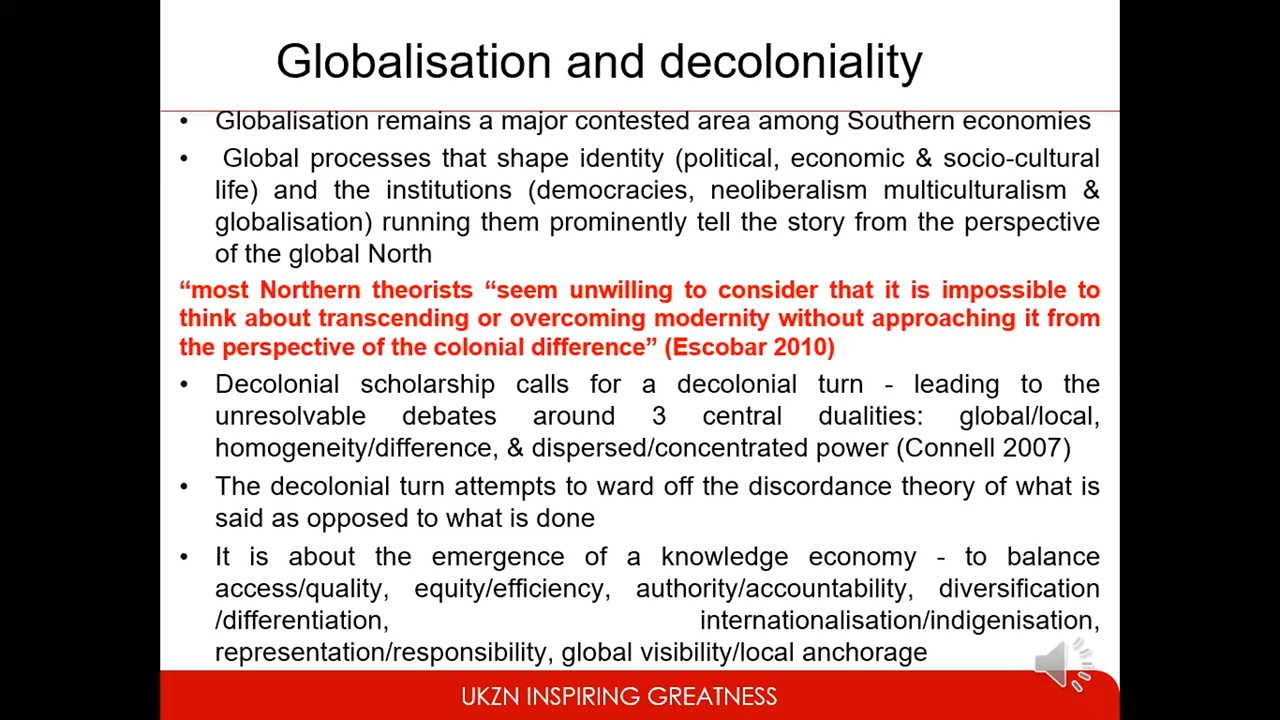 Globalisation and decoloniality
• Globalisation remains a major contested area among Southern economies
• Global processes that shape identity (political, economic & socio-cultural
life) and the institutions (democracies, neoliberalism multiculturalism &
globalisation) running them prominently tell the story from the perspective
of the global North
“most Northern theorists “seem unwilling to consider that it is impossible to
think about transcending or overcoming modernity without approaching it from
the perspective of the colonial difference” (Escobar 2010)
• Decolonial scholarship calls for a decolonial turn - leading to the
unresolvable debates around 3 central dualities: global/local,
homogeneity/difference, & dispersed/concentrated power (Connell 2007)
• The decolonial turn attempts to ward off the discordance theory of what is
said as opposed to what is done
• It is about the emergence of a knowledge economy - to balance
access/quality, equity/efficiency, authority/accountability, diversification
/differentiation, internationalisation/indigenisation,
representation/responsibility, global visibility/local anchorage
UKZN INSPIRING GREATNESS